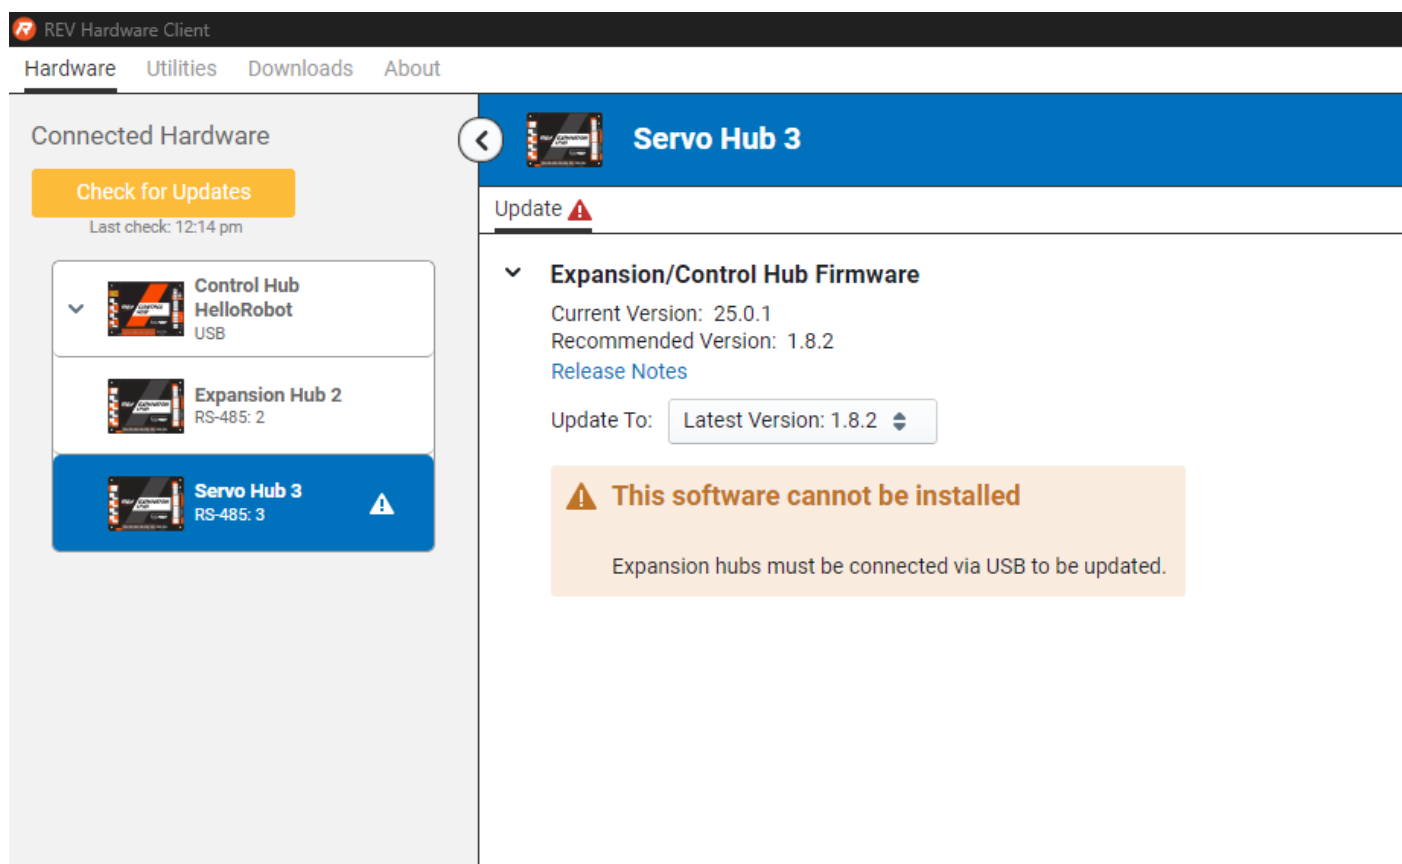 REV Hardware Client
Hardware Utilities Downloads About
Connected Hardware
Check for Updates
Last check: 12:14 pm
Control Hub
HelloRobot
USB
Expansion Hub 2
RS-485: 2
Servo Hub 3
RS-485: 3
Servo Hub 3
Update
Expansion/Control Hub Firmware
Current Version: 25.0.1
Recommended Version: 1.8.2
Release Notes
Update To: Latest Version: 1.8.2
This software cannot be installed
Expansion hubs must be connected via USB to be updated.